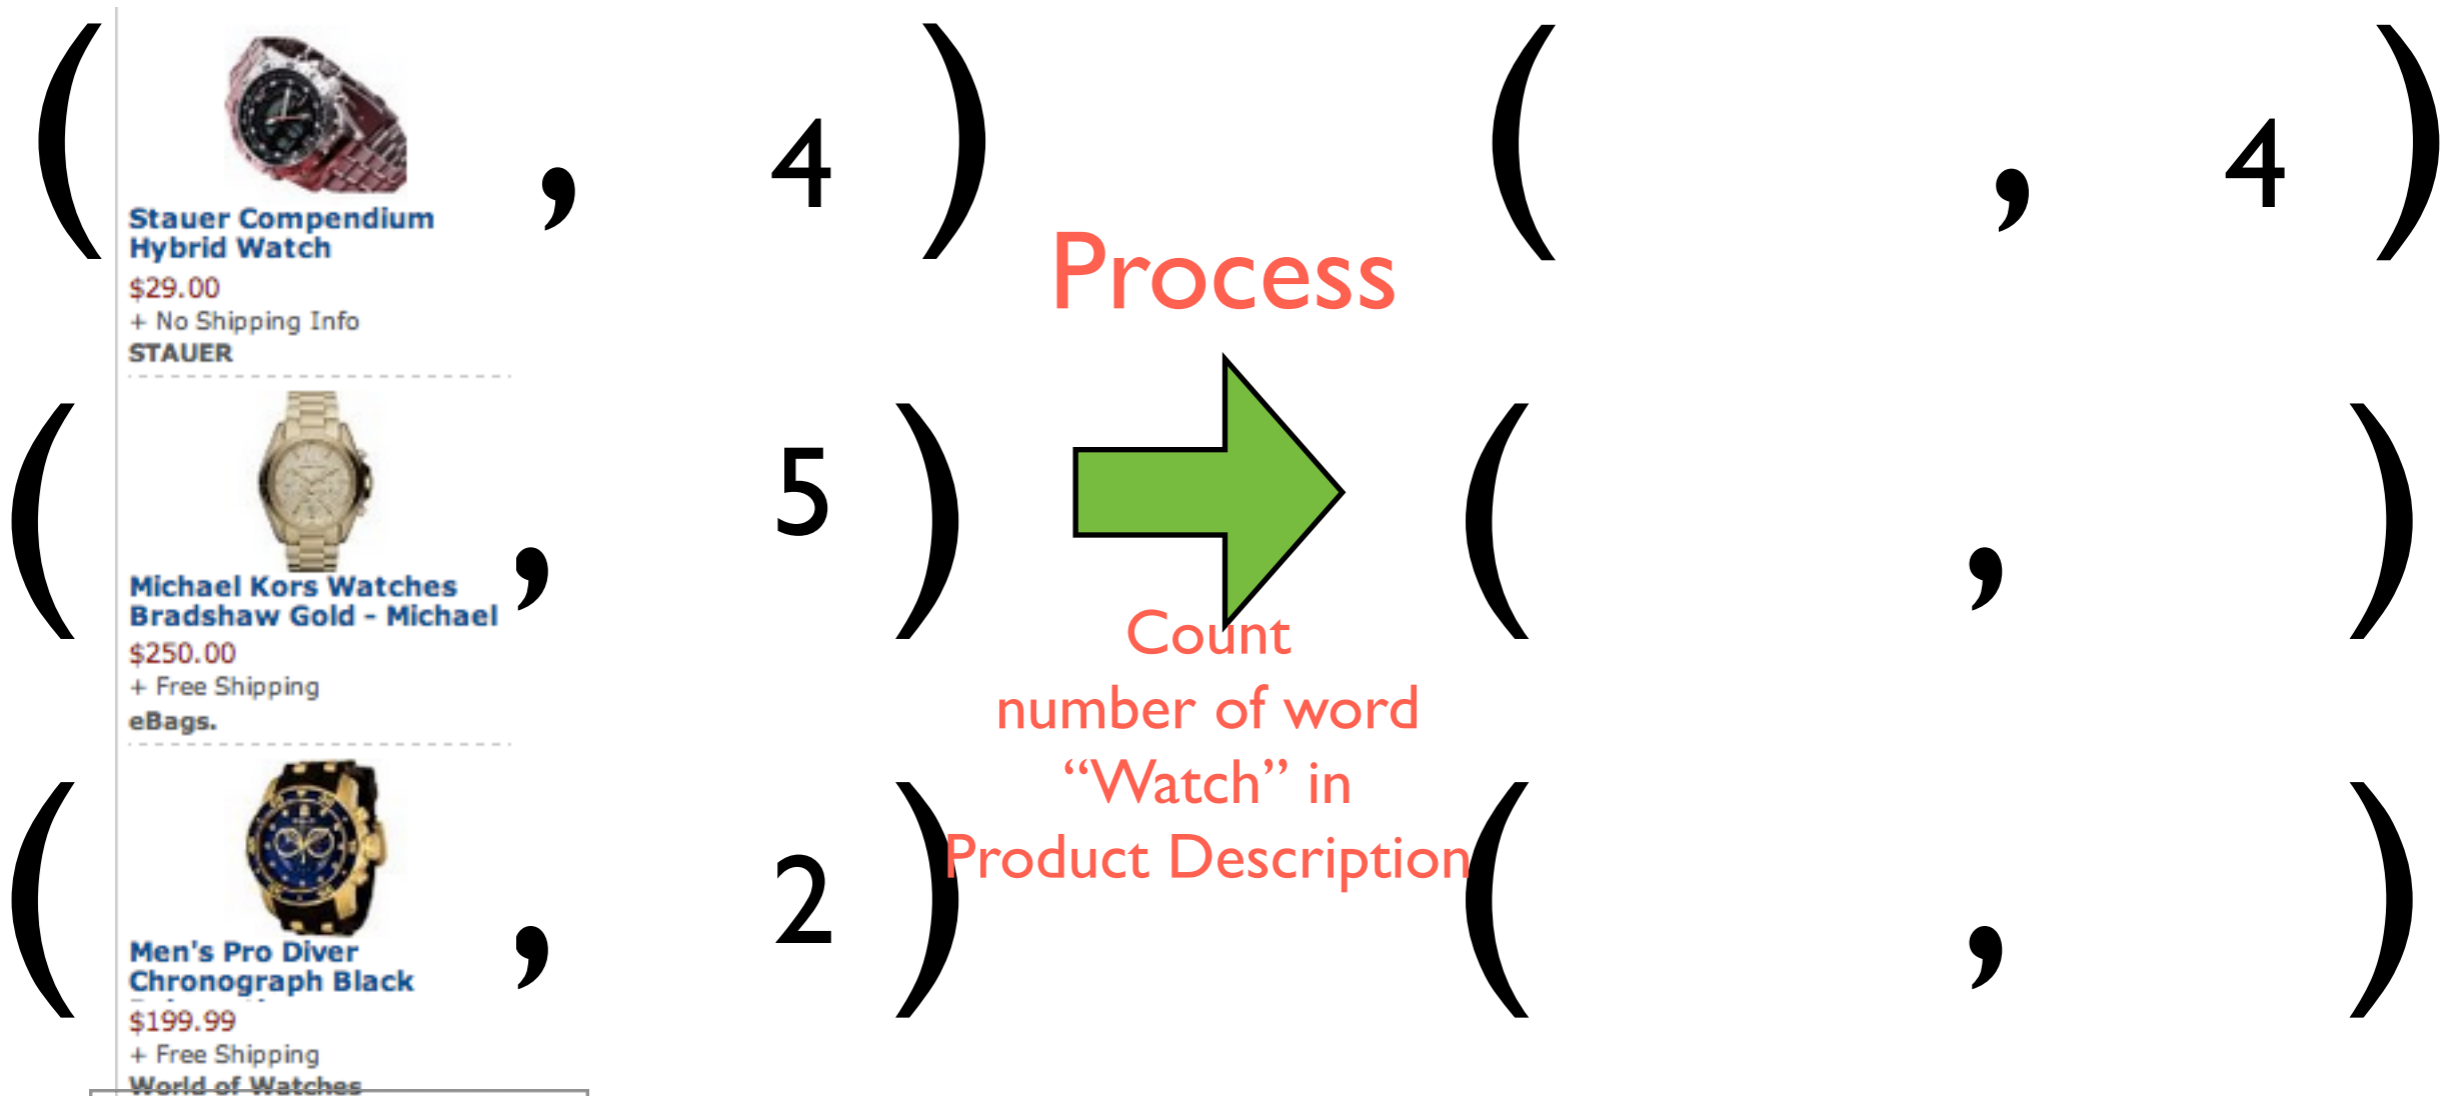 ( , 4 )
Stauer Compendium
Hybrid Watch
$29.00
+ No Shipping Info
STAUER
( , 5 )
Michael Kors Watches
Bradshaw Gold - Michael
$250.00
+ Free Shipping
eBags.
( , 2 )
Men's Pro Diver
Chronograph Black
$199.99
+ Free Shipping
World of Watches
Process
Count
number of word
“Watch” in
Product Description
( , 4 )
( , )
( , )